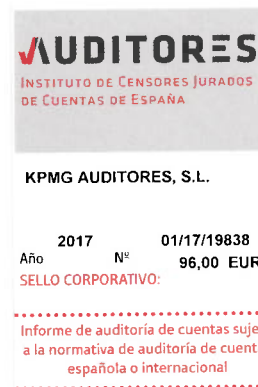 AUDITORES
INSTITUTO DE CENSORES JURADOS
DE CUENTAS DE ESPAÑA
KPMG AUDITORES, S.L.
2017 01/17/19838
Año Nº 96,00 EUR
SELLO CORPORATIVO:
Informe de auditoría de cuentas suje
a la normativa de auditoría de cuent
española o internacional